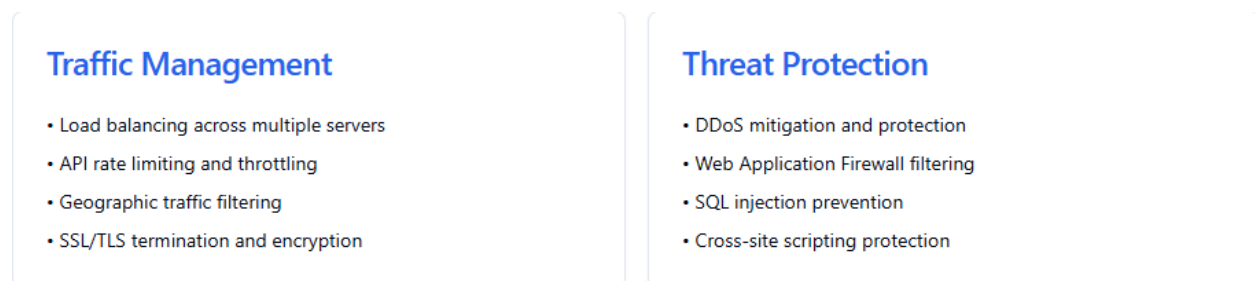 Traffic Management
• Load balancing across multiple servers
• API rate limiting and throttling
• Geographic traffic filtering
• SSL/TLS termination and encryption
Threat Protection
• DDoS mitigation and protection
• Web Application Firewall filtering
• SQL injection prevention
• Cross-site scripting protection